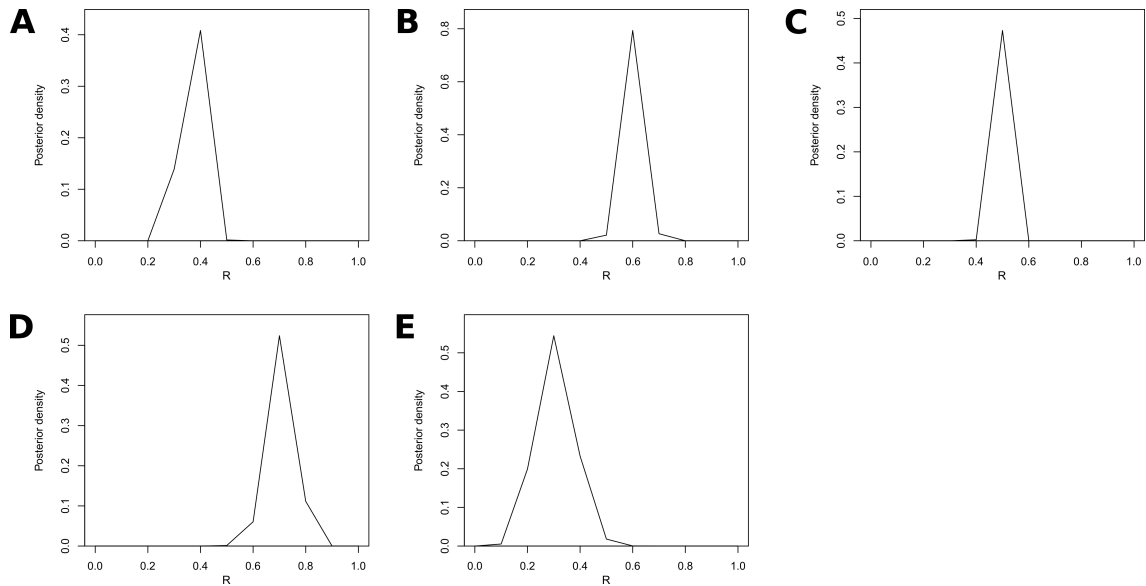 A
Posterior density
0.0 0.1 0.2 0.3 0.4
0.0 0.2 0.4 0.6 0.8 1.0
R
B
Posterior density
0.0 0.2 0.4 0.6 0.8
0.0 0.2 0.4 0.6 0.8 1.0
R
C
Posterior density
0.0 0.1 0.2 0.3 0.4 0.5
0.0 0.2 0.4 0.6 0.8 1.0
R
D
Posterior density
0.0 0.1 0.2 0.3 0.4 0.5
0.0 0.2 0.4 0.6 0.8 1.0
R
E
Posterior density
0.0 0.1 0.2 0.3 0.4 0.5
0.0 0.2 0.4 0.6 0.8 1.0
R